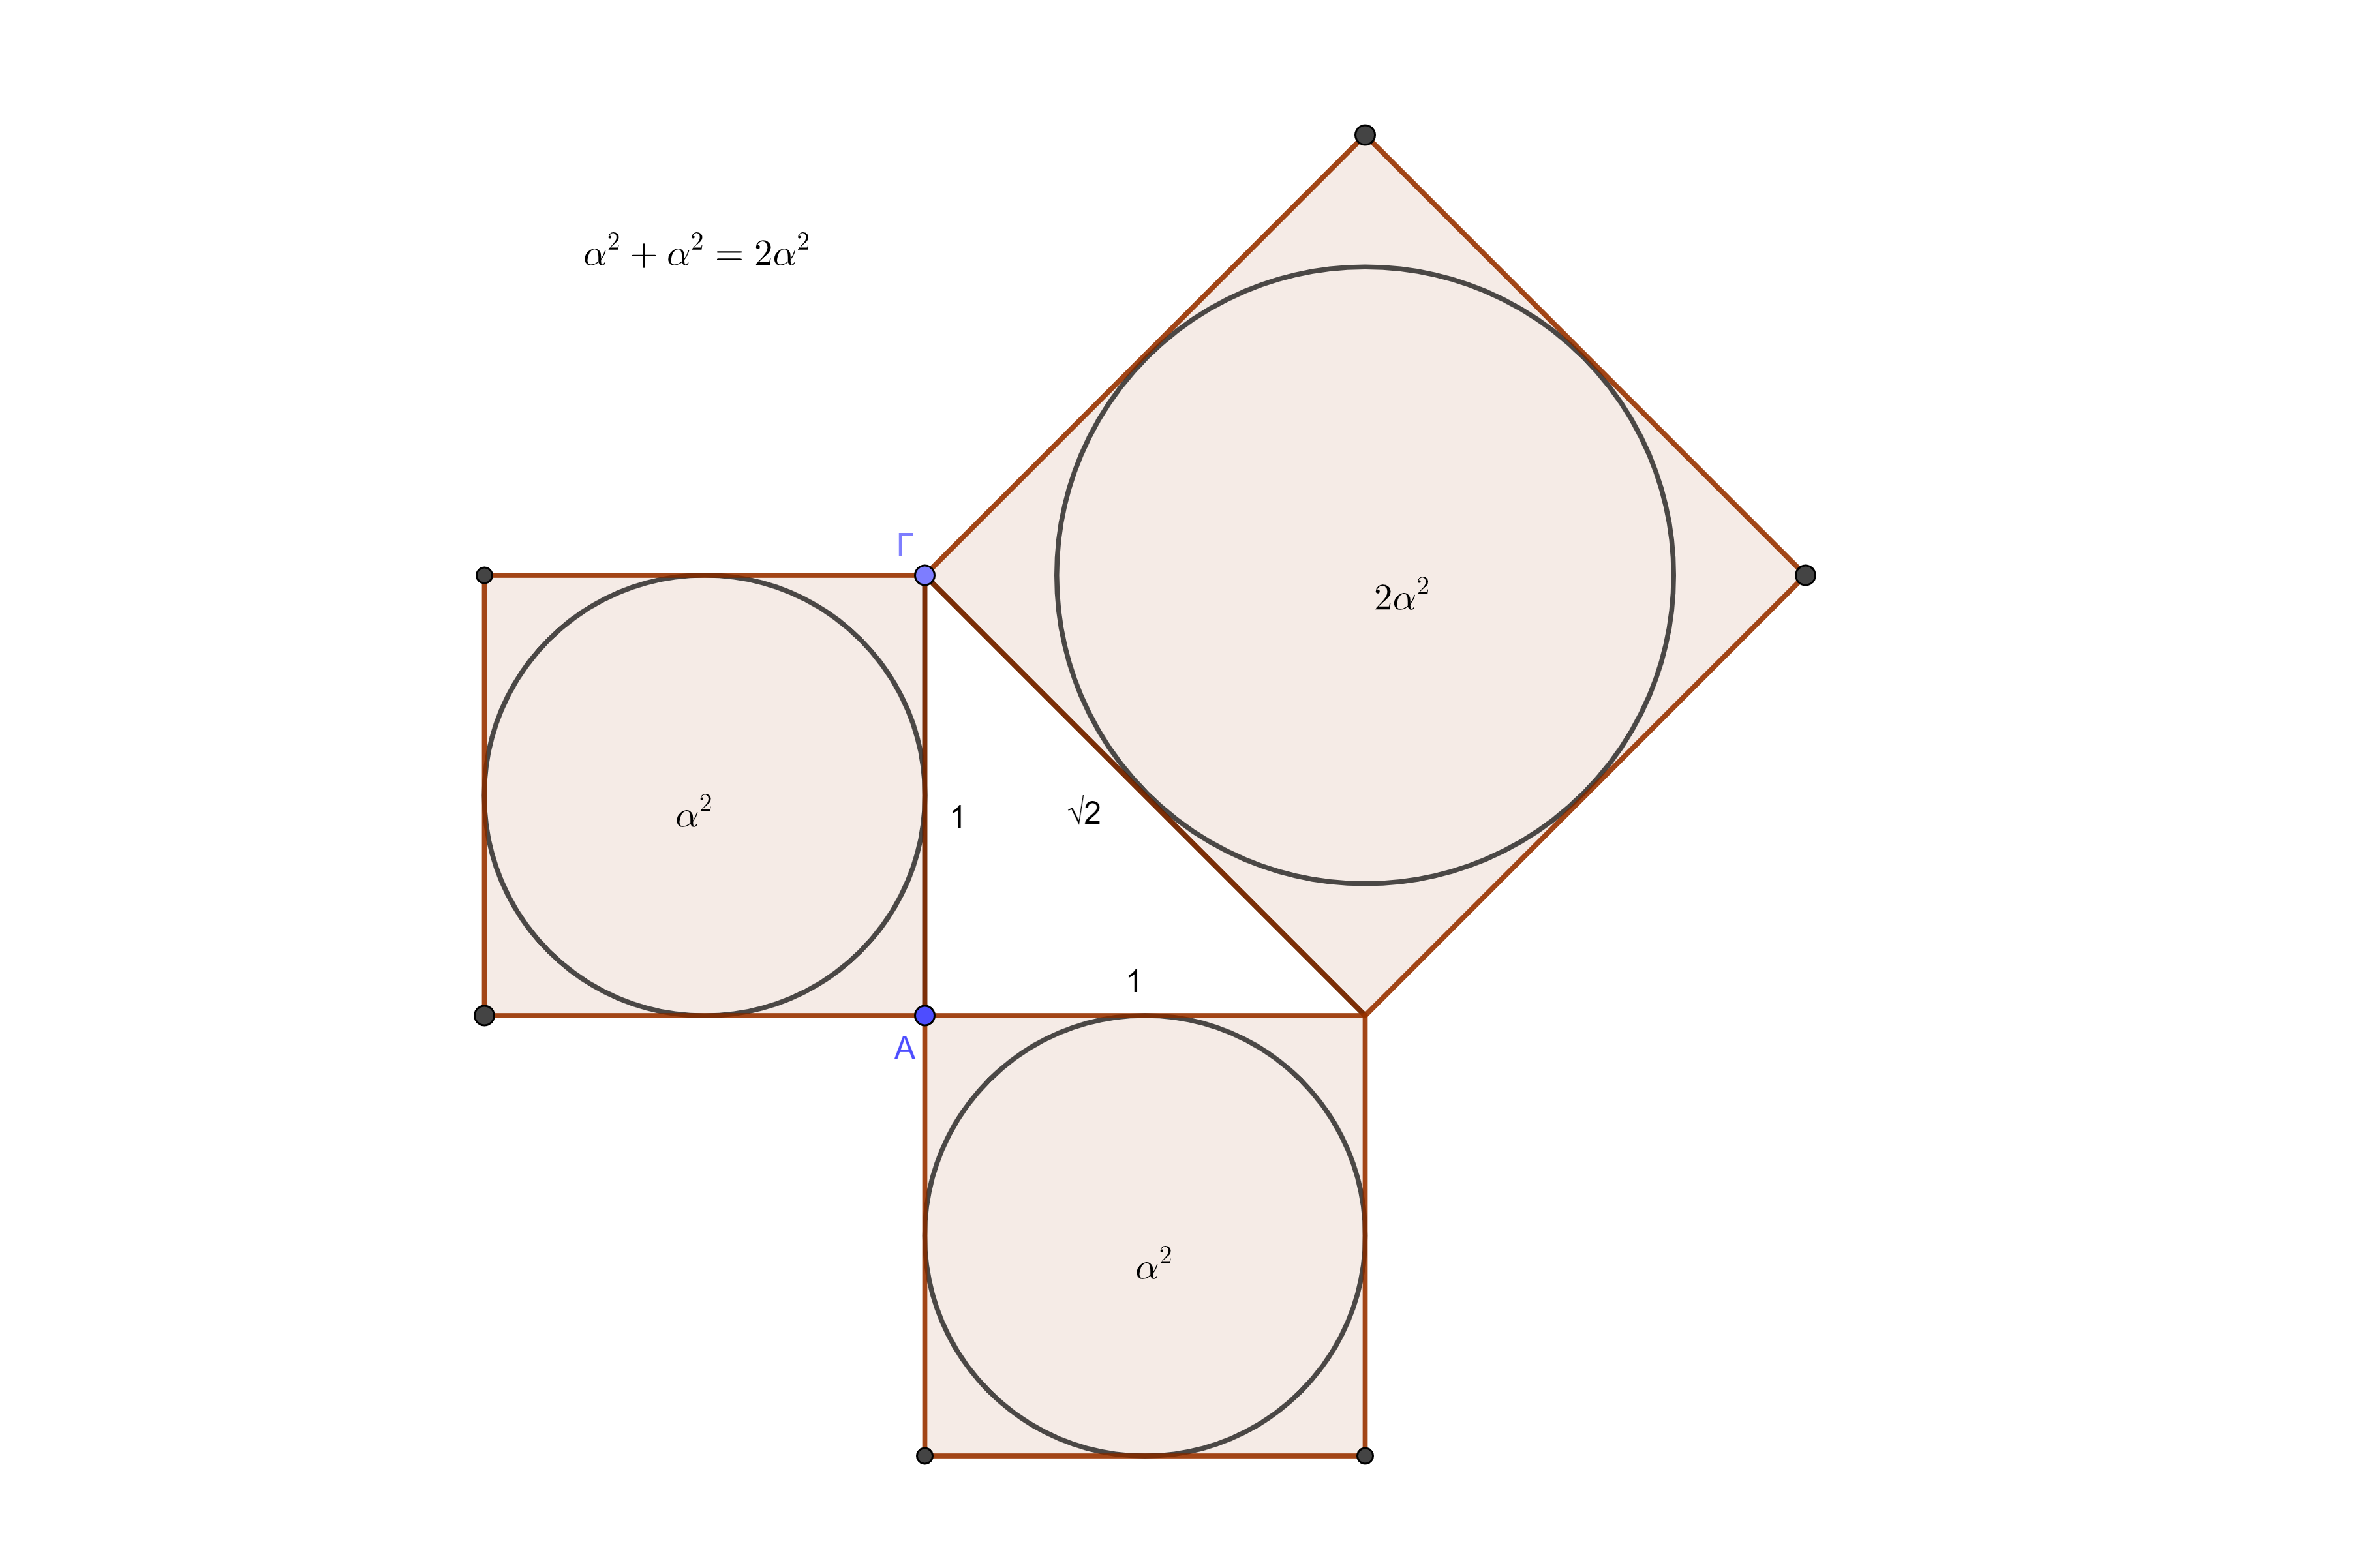 α² + α² = 2α²
Γ
2α²
α²
1
√2
1
Α
α²